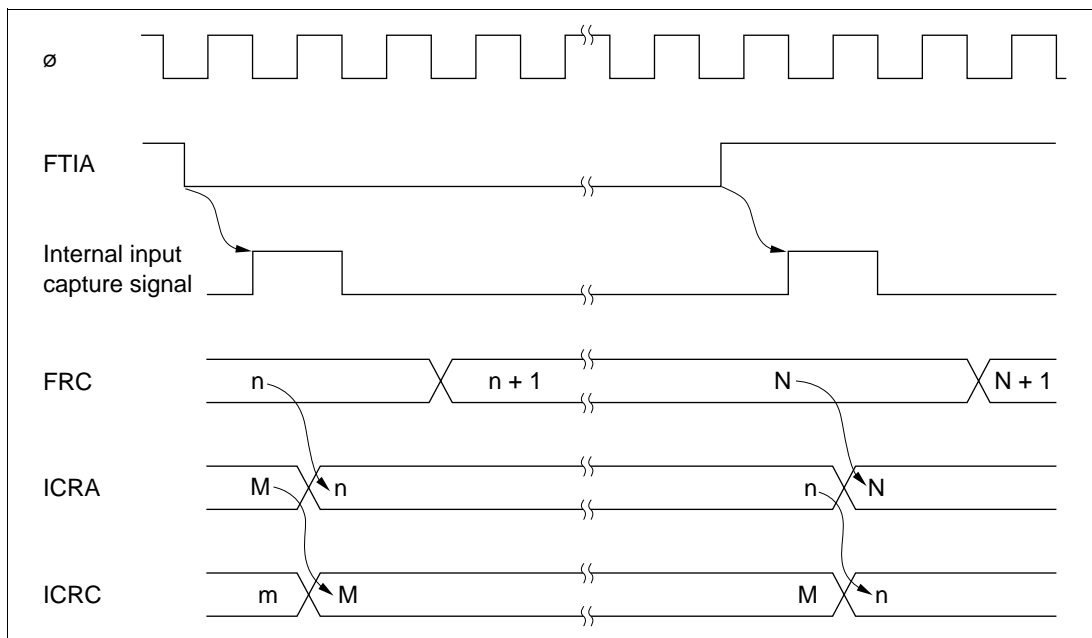 ø
FTIA
Internal input
capture signal
FRC n n + 1 N N + 1
ICRA M n n N
ICRC m M M n